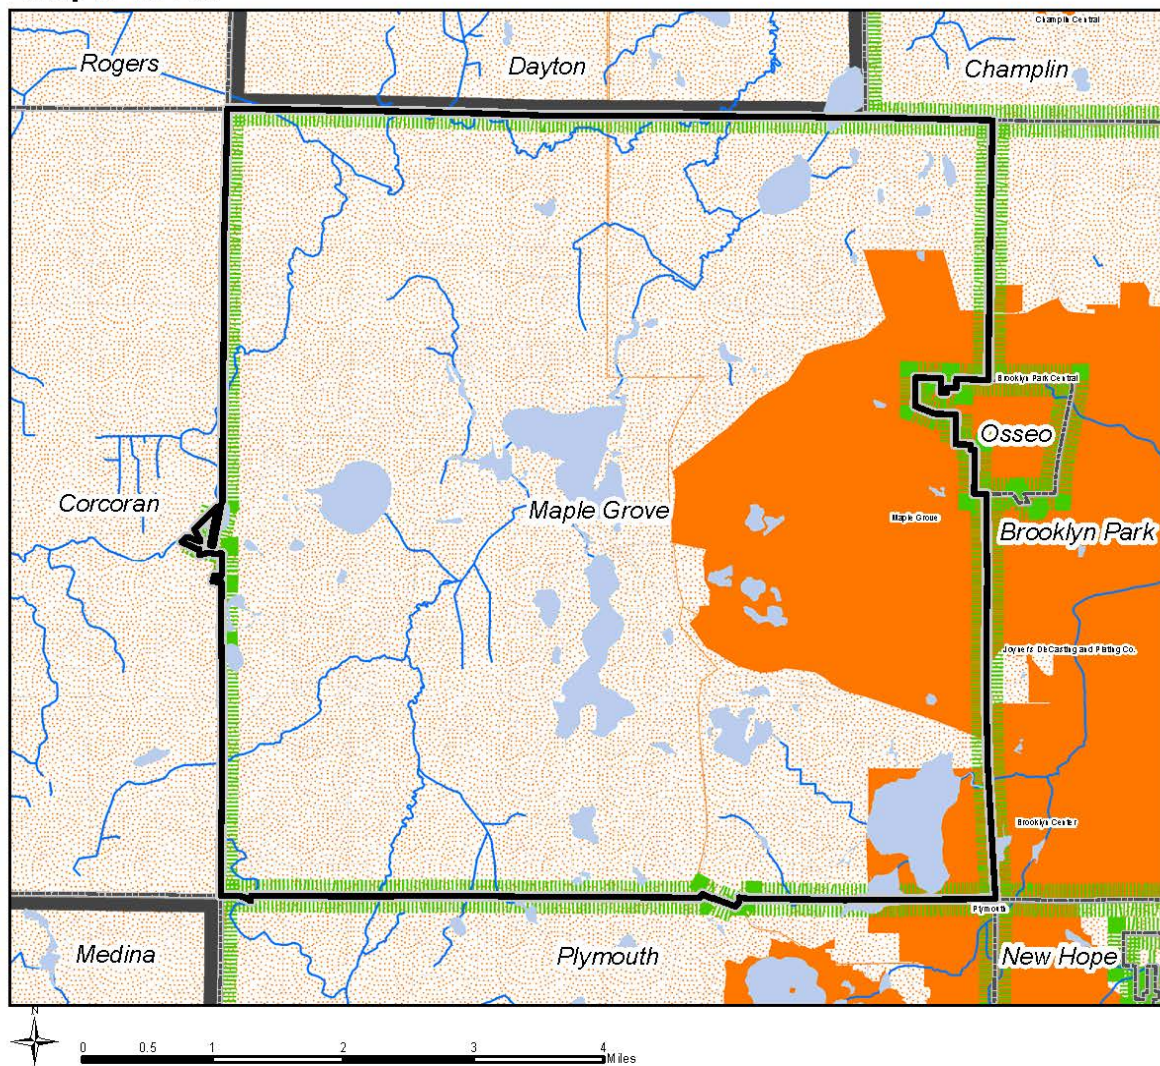 Champlin Central
Rogers
Dayton
Champlin
Brooklyn Park Central
Osseo
Corcoran
Maple Grove
Maple Grove
Brooklyn Park
Joyner's DieCasting and Plating Co.
Brooklyn Center
Plymouth
Medina
Plymouth
New Hope
N
0 0.5 1 2 3 4
Miles